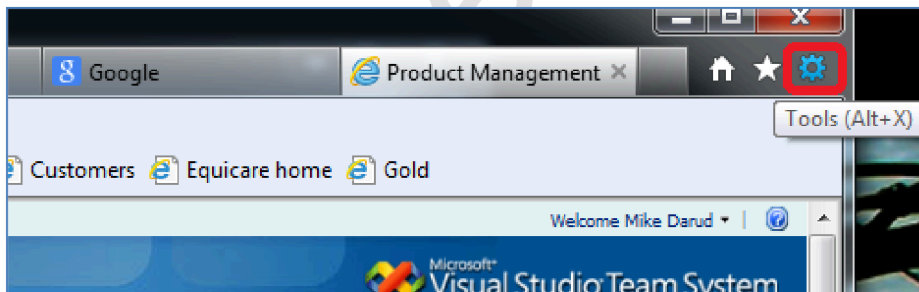 Google
Product Management
Tools (Alt+X)
Customers Equicare home Gold
Welcome Mike Darud
Microsoft
Visual Studio Team System